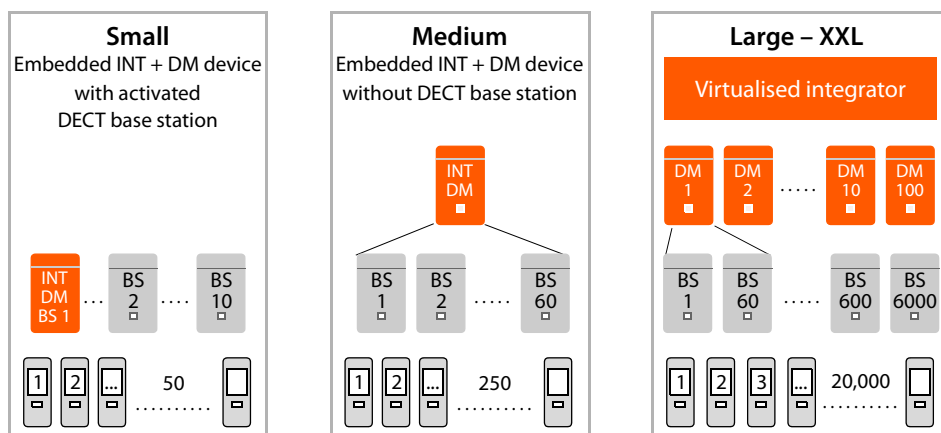 Small
Embedded INT + DM device
with activated
DECT base station
INT
DM
BS 1
....
BS
2
....
BS
10
1
2
...
50
..........
Medium
Embedded INT + DM device
without DECT base station
INT
DM
BS
1
BS
2
.....
BS
60
1
2
...
250
..........
Large – XXL
Virtualised integrator
DM
1
DM
2
.....
DM
10
DM
100
BS
1
BS
60
.....
BS
600
BS
6000
1
2
3
...
20,000
..........